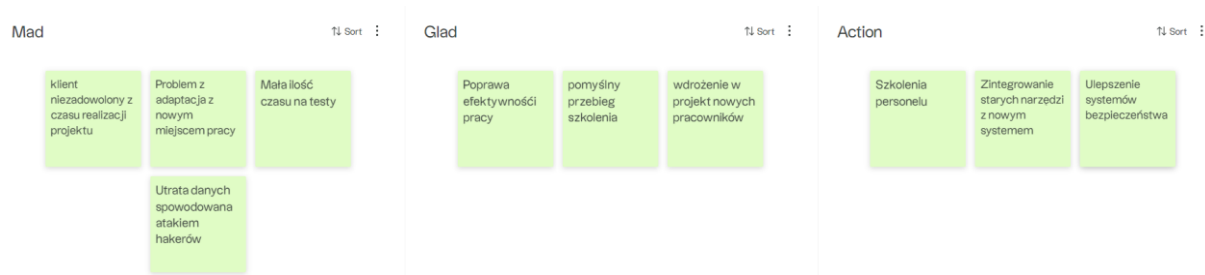 Mad
Sort
klient
niezadowolony z
czasu realizacji
projektu
Problem z
adaptacja z
nowym
miejscem pracy
Mała ilość
czasu na testy
Utrata danych
spowodowana
atakiem
hakerów
Glad
Sort
Poprawa
efektywnośći
pracy
pomyślny
przebieg
szkolenia
wdrożenie w
projekt nowych
pracowników
Action
Sort
Szkolenia
personelu
Zintegrowanie
starych narzędzi
z nowym
systemem
Ulepszenie
systemów
bezpleczeństwa